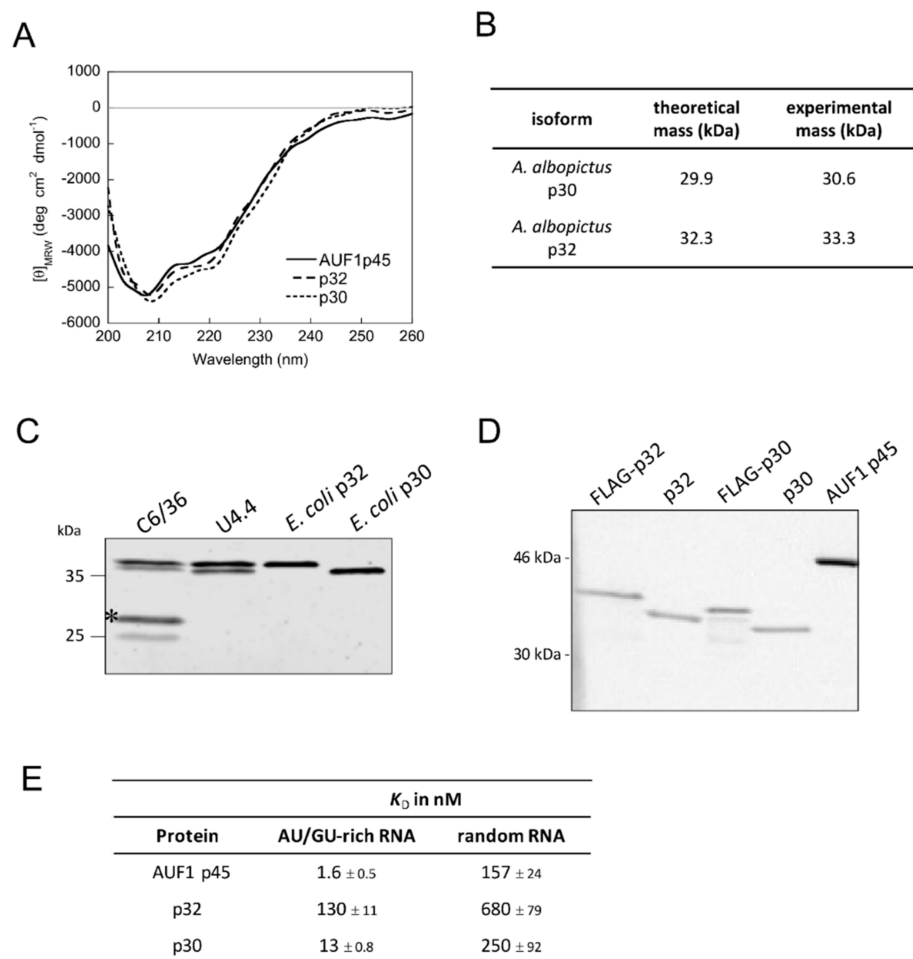 A
1000
0
-1000
-2000
-3000
-4000
-5000
-6000
[θ]MRW (deg cm2 dmol-1)
AUF1p45
p32
p30
200 210 220 230 240 250 260
Wavelength (nm)
B
isoform theoretical mass (kDa) experimental mass (kDa)
A. albopictus p30 29.9 30.6
A. albopictus p32 32.3 33.3
C
C6/36 U4.4 E. coli p32 E. coli p30
kDa
35
*
25
D
FLAG-p32 p32 FLAG-p30 p30 AUF1 p45
46 kDa -
30 kDa -
E
KD in nM
Protein AU/GU-rich RNA random RNA
AUF1 p45 1.6 ± 0.5 157 ± 24
p32 130 ± 11 680 ± 79
p30 13 ± 0.8 250 ± 92